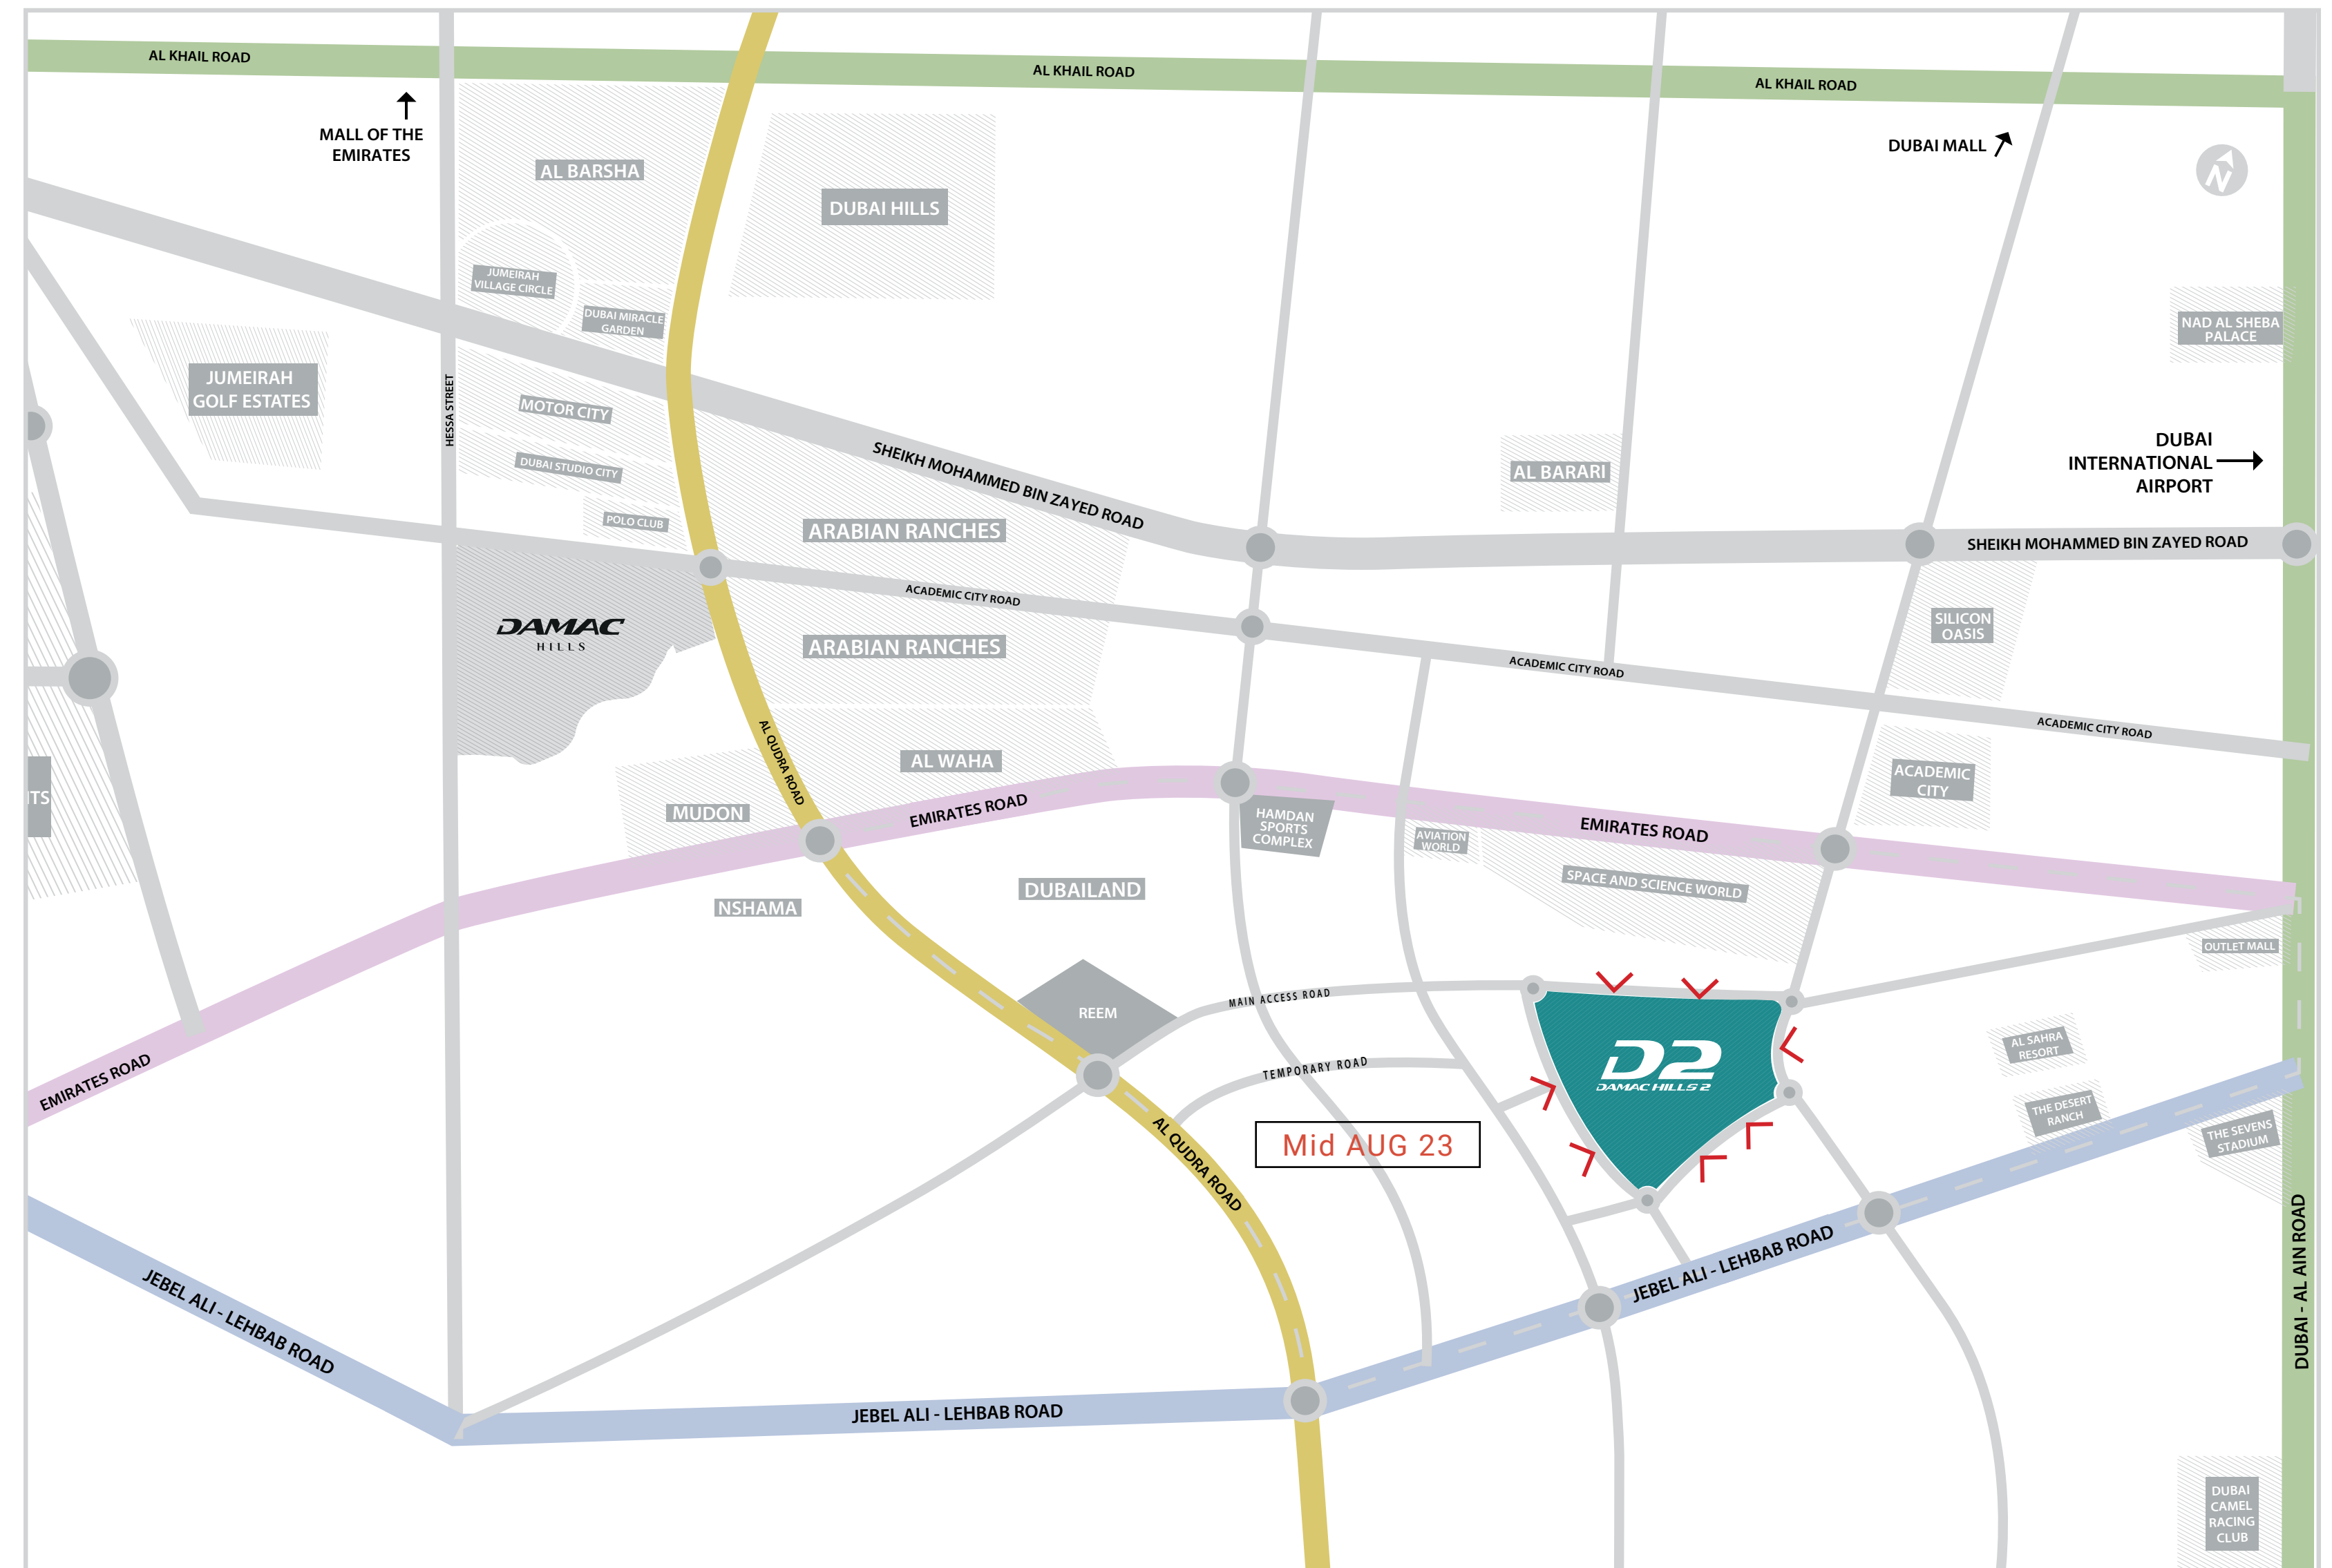 AL KHAIL ROAD
AL KHAIL ROAD
AL KHAIL ROAD
MALL OF THE
EMIRATES
DUBAI MALL
N
AL BARSHA
DUBAI HILLS
JUMEIRAH
VILLAGE CIRCLE
DUBAI MIRACLE
GARDEN
NAD AL SHEBA
PALACE
JUMEIRAH
GOLF ESTATES
HESSA STREET
MOTOR CITY
DUBAI STUDIO CITY
POLO CLUB
SHEIKH MOHAMMED BIN ZAYED ROAD
AL BARARI
DUBAI
INTERNATIONAL
AIRPORT
ARABIAN RANCHES
SHEIKH MOHAMMED BIN ZAYED ROAD
ACADEMIC CITY ROAD
DAMAC
HILLS
ARABIAN RANCHES
SILICON
OASIS
ACADEMIC CITY ROAD
ACADEMIC CITY ROAD
AL QUDRA ROAD
AL WAHA
ACADEMIC
CITY
ITS
MUDON
EMIRATES ROAD
HAMDAN
SPORTS
COMPLEX
AVIATION
WORLD
EMIRATES ROAD
SPACE AND SCIENCE WORLD
DUBAILAND
NSHAMA
OUTLET MALL
REEM
MAIN ACCESS ROAD
TEMPORARY ROAD
D2
DAMAC HILLS 2
AL SAHRA
RESORT
EMIRATES ROAD
THE DESERT
RANCH
THE SEVENS
STADIUM
Mid AUG 23
AL QUDRA ROAD
JEBEL ALI - LEHBAB ROAD
JEBEL ALI - LEHBAB ROAD
DUBAI - AL AIN ROAD
JEBEL ALI - LEHBAB ROAD
DUBAI
CAMEL
RACING
CLUB